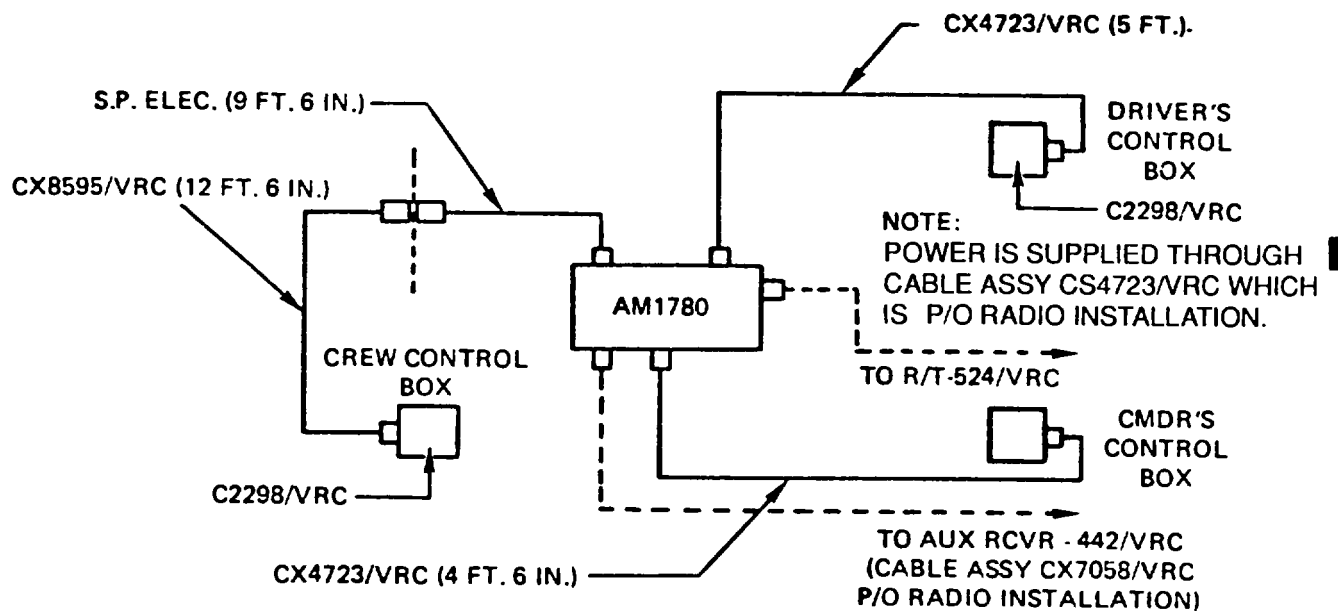 CX4723/VRC (5 FT.).
S.P. ELEC. (9 FT. 6 IN.)
CX8595/VRC (12 FT. 6 IN.)
DRIVER'S
CONTROL
BOX
C2298/VRC
NOTE:
POWER IS SUPPLIED THROUGH
CABLE ASSY CS4723/VRC WHICH
IS P/O RADIO INSTALLATION.
AM1780
TO R/T-524/VRC
CREW CONTROL
BOX
C2298/VRC
CMDR'S
CONTROL
BOX
CX4723/VRC (4 FT. 6 IN.)
TO AUX RCVR - 442/VRC
(CABLE ASSY CX7058/VRC
P/O RADIO INSTALLATION)